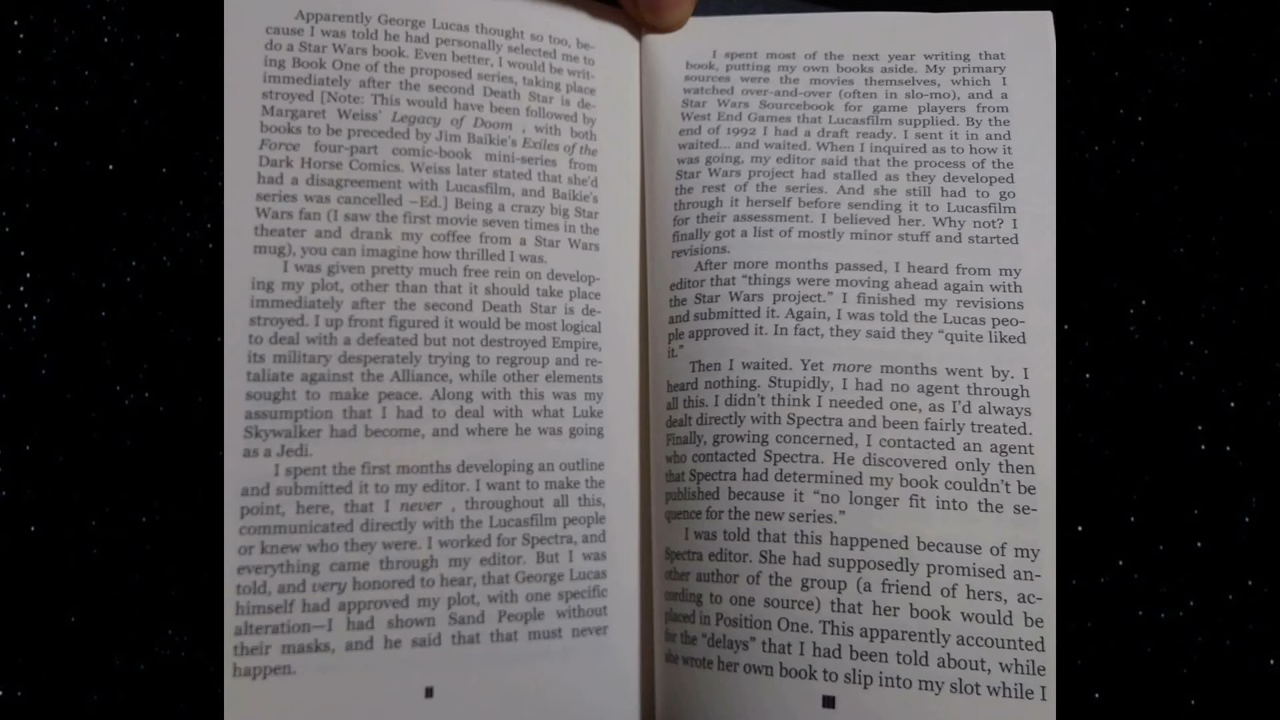 Apparently George Lucas thought so too, be-
cause I was told he had personally selected me to
do a Star Wars book. Even better, I would be writ-
ing Book One of the proposed series, taking place
immediately after the second Death Star is de-
stroyed [Note: This would have been followed by
Margaret Weiss' Legacy of Doom , with both
books to be preceded by Jim Baikie's Exiles of the
Force four-part comic-book mini-series from
Dark Horse Comics. Weiss later stated that she'd
had a disagreement with Lucasfilm, and Baikie's
series was cancelled –Ed.] Being a crazy big Star
Wars fan (I saw the first movie seven times in the
theater and drank my coffee from a Star Wars
mug), you can imagine how thrilled I was.
I was given pretty much free rein on develop-
ing my plot, other than that it should take place
immediately after the second Death Star is de-
stroyed. I up front figured it would be most logical
to deal with a defeated but not destroyed Empire,
its military desperately trying to regroup and re-
taliate against the Alliance, while other elements
sought to make peace. Along with this was my
assumption that I had to deal with what Luke
Skywalker had become, and where he was going
as a Jedi.
I spent the first months developing an outline
and submitted it to my editor. I want to make the
point, here, that I never , throughout all this,
communicated directly with the Lucasfilm people
or knew who they were. I worked for Spectra, and
everything came through my editor. But I was
told, and very honored to hear, that George Lucas
himself had approved my plot, with one specific
alteration—I had shown Sand People without
their masks, and he said that that must never
happen.
II
I spent most of the next year writing that
book, putting my own books aside. My primary
sources were the movies themselves, which I
watched over-and-over (often in slo-mo), and a
Star Wars Sourcebook for game players from
West End Games that Lucasfilm supplied. By the
end of 1992 I had a draft ready. I sent it in and
waited... and waited. When I inquired as to how it
was going, my editor said that the process of the
Star Wars project had stalled as they developed
the rest of the series. And she still had to go
through it herself before sending it to Lucasfilm
for their assessment. I believed her. Why not? I
finally got a list of mostly minor stuff and started
revisions.
After more months passed, I heard from my
editor that "things were moving ahead again with
the Star Wars project." I finished my revisions
and submitted it. Again, I was told the Lucas peo-
ple approved it. In fact, they said they "quite liked
it."
Then I waited. Yet more months went by. I
heard nothing. Stupidly, I had no agent through
all this. I didn't think I needed one, as I'd always
dealt directly with Spectra and been fairly treated.
Finally, growing concerned, I contacted an agent
who contacted Spectra. He discovered only then
that Spectra had determined my book couldn't be
published because it "no longer fit into the se-
quence for the new series."
I was told that this happened because of my
Spectra editor. She had supposedly promised an-
other author of the group (a friend of hers, ac-
cording to one source) that her book would be
placed in Position One. This apparently accounted
for the "delays" that I had been told about, while
she wrote her own book to slip into my slot while I
III